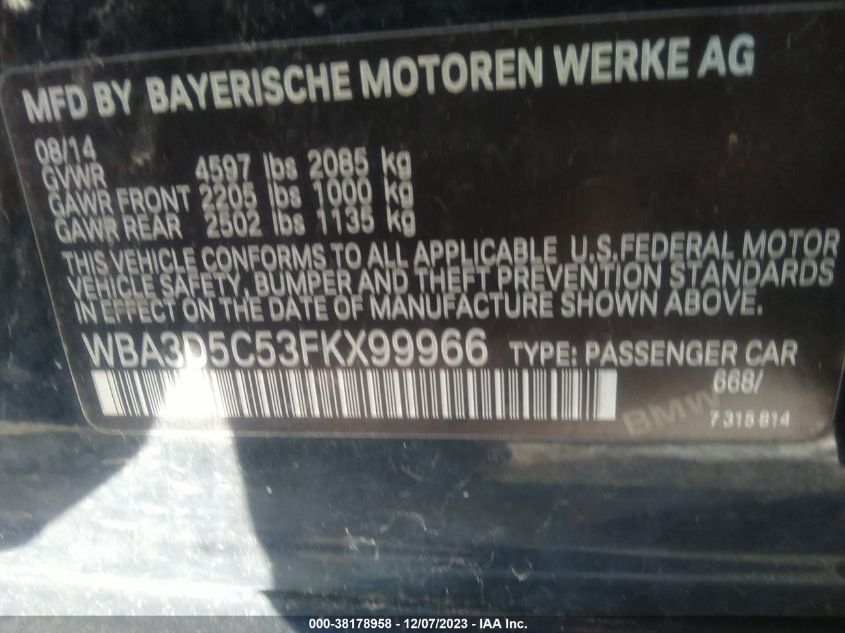 MFD BY BAYERISCHE MOTOREN WERKE AG
08/14
GVWR 4597 lbs 2085 kg
GAWR FRONT 2205 lbs 1000 kg
GAWR REAR 2502 lbs 1135 kg
THIS VEHICLE CONFORMS TO ALL APPLICABLE U.S.FEDERAL MOTOR
VEHICLE SAFETY, BUMPER AND THEFT PREVENTION STANDARDS
IN EFFECT ON THE DATE OF MANUFACTURE SHOWN ABOVE.
WBA3D5C53FKX99966 TYPE: PASSENGER CAR
668/
BMW
7 315 814
000-38178958 - 12/07/2023 - IAA Inc.